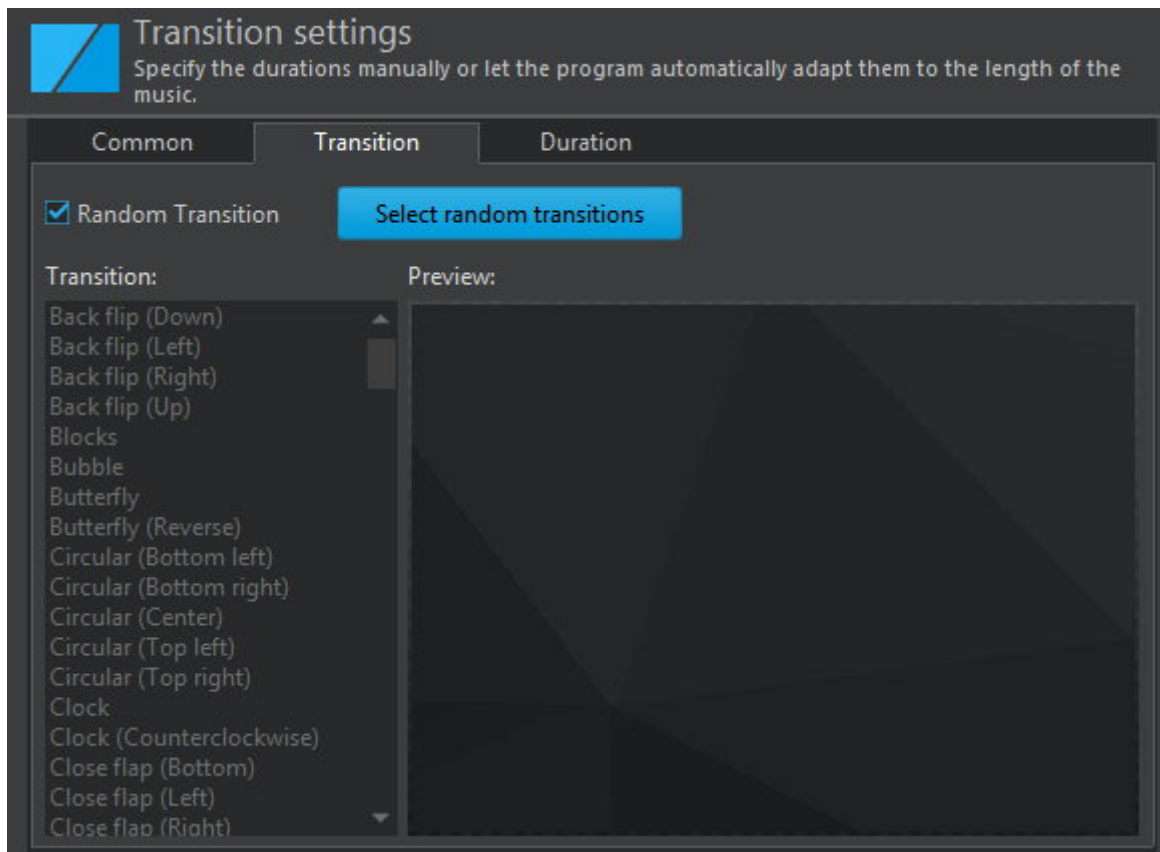 Transition settings
Specify the durations manually or let the program automatically adapt them to the length of the
music.
Common Transition Duration
Random Transition Select random transitions
Transition: Preview:
Back flip (Down)
Back flip (Left)
Back flip (Right)
Back flip (Up)
Blocks
Bubble
Butterfly
Butterfly (Reverse)
Circular (Bottom left)
Circular (Bottom right)
Circular (Center)
Circular (Top left)
Circular (Top right)
Clock
Clock (Counterclockwise)
Close flap (Bottom)
Close flap (Left)
Close flap (Right)